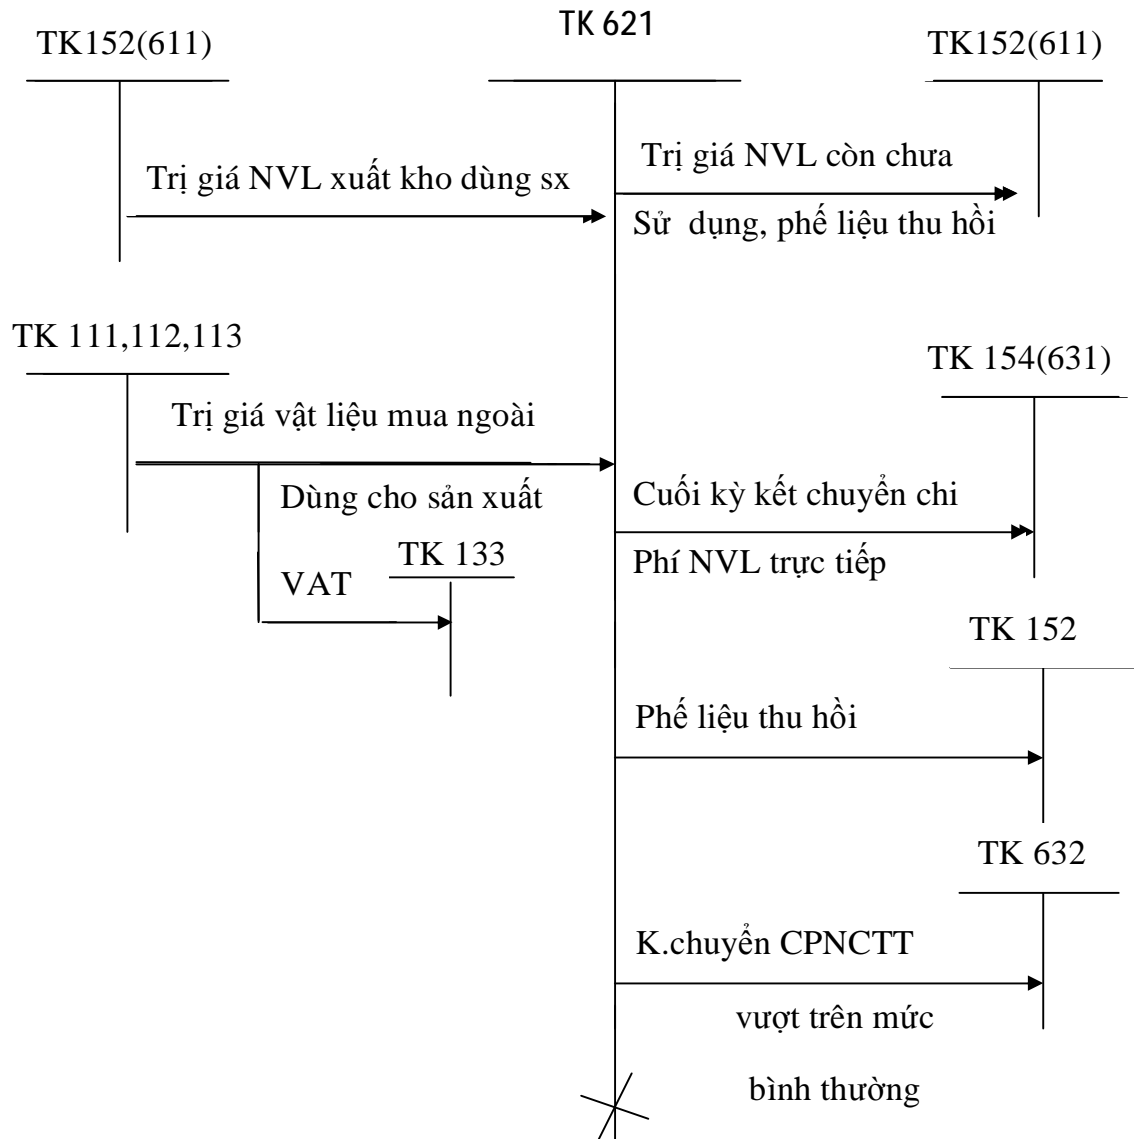 TK 621
TK152(611)
TK152(611)
Trị giá NVL xuất kho dùng sx
Trị giá NVL còn chưa
Sử dụng, phế liệu thu hồi
TK 111,112,113
TK 154(631)
Trị giá vật liệu mua ngoài
Dùng cho sản xuất
Cuối kỳ kết chuyển chi
Phí NVL trực tiếp
TK 133
VAT
TK 152
Phế liệu thu hồi
TK 632
K.chuyển CPNCTT
vượt trên mức
bình thường